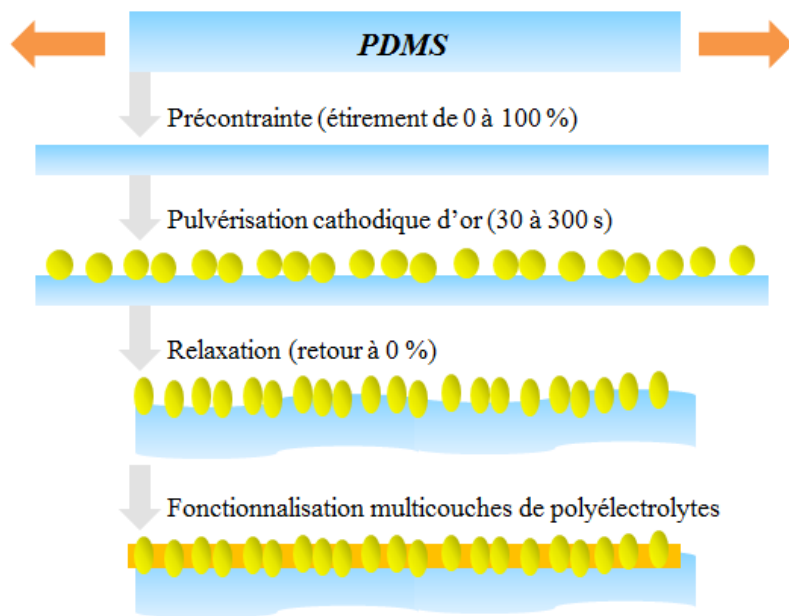 PDMS
Précontrainte (étirement de 0 à 100 %)
Pulvérisation cathodique d'or (30 à 300 s)
Relaxation (retour à 0 %)
Fonctionnalisation multicouches de polyélectrolytes